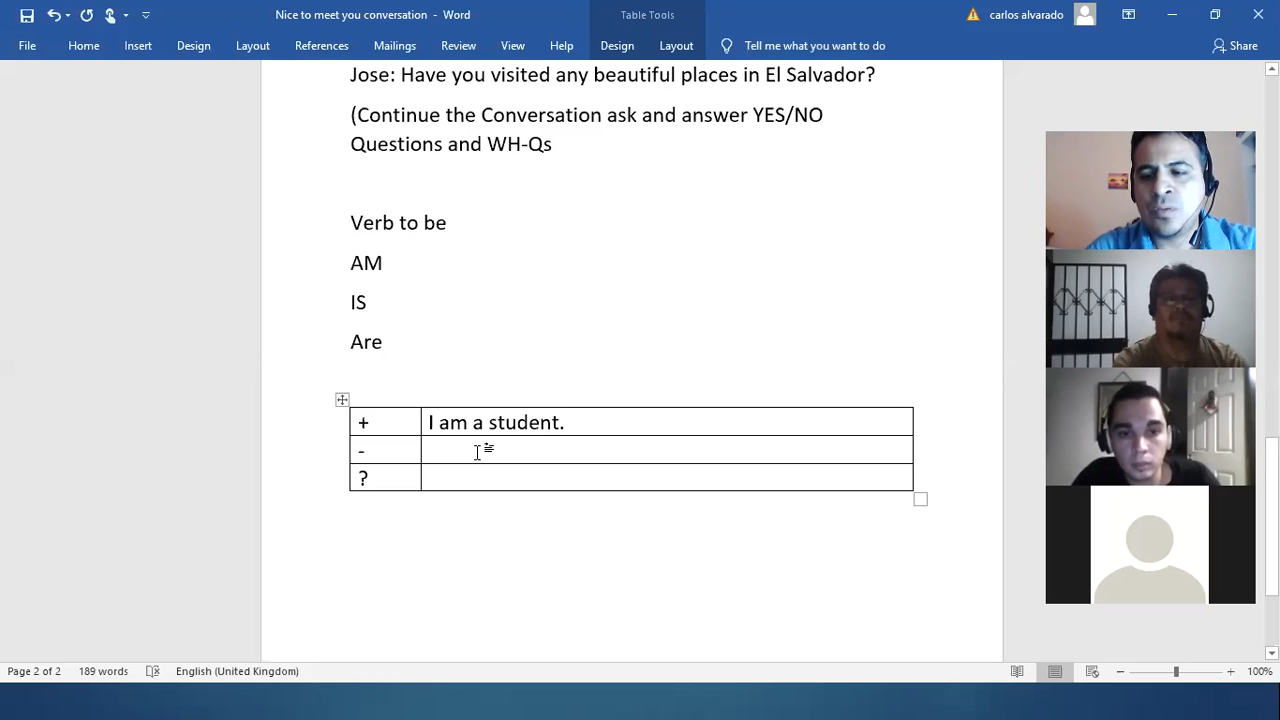 Nice to meet you conversation - Word
Table Tools
carlos alvarado
File Home Insert Design Layout References Mailings Review View Help Design Layout Tell me what you want to do Share
Jose: Have you visited any beautiful places in El Salvador?
(Continue the Conversation ask and answer YES/NO
Questions and WH-Qs
Verb to be
AM
IS
Are
+ I am a student.
-
?
Page 2 of 2 189 words English (United Kingdom) 100%